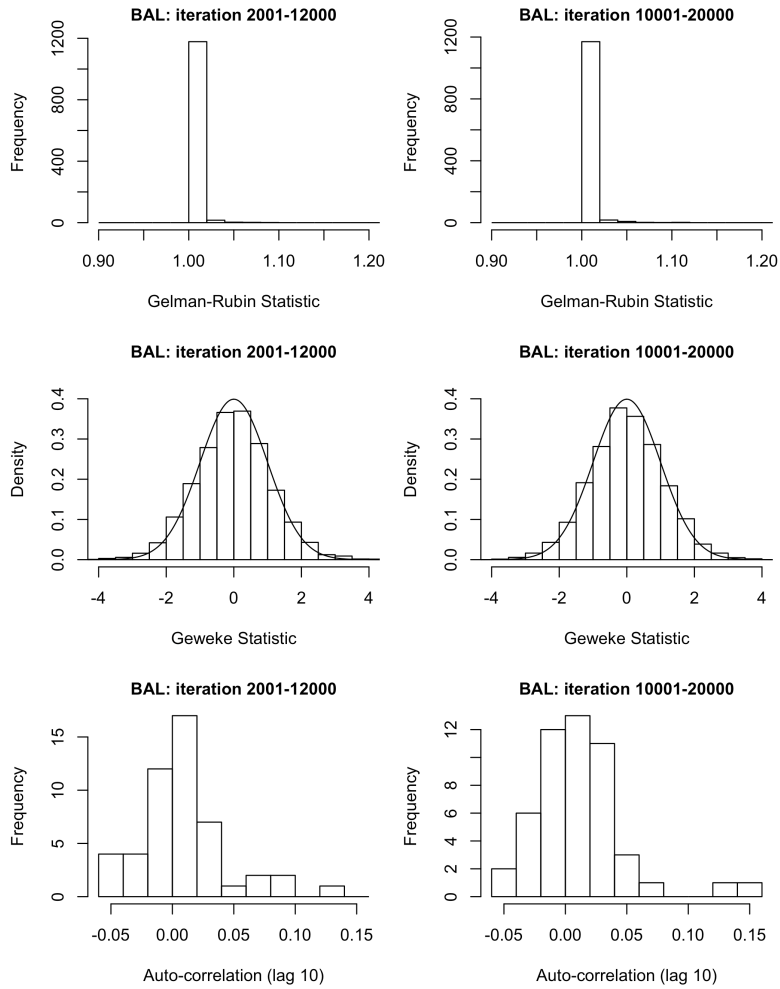 BAL: iteration 2001-12000
Frequency
0 400 800 1200
0.90 1.00 1.10 1.20
Gelman-Rubin Statistic
BAL: iteration 10001-20000
Frequency
0 400 800 1200
0.90 1.00 1.10 1.20
Gelman-Rubin Statistic
BAL: iteration 2001-12000
Density
0.0 0.1 0.2 0.3 0.4
-4 -2 0 2 4
Geweke Statistic
BAL: iteration 10001-20000
Density
0.0 0.1 0.2 0.3 0.4
-4 -2 0 2 4
Geweke Statistic
BAL: iteration 2001-12000
Frequency
0 5 10 15
-0.05 0.00 0.05 0.10 0.15
Auto-correlation (lag 10)
BAL: iteration 10001-20000
Frequency
0 2 4 6 8 12
-0.05 0.00 0.05 0.10 0.15
Auto-correlation (lag 10)